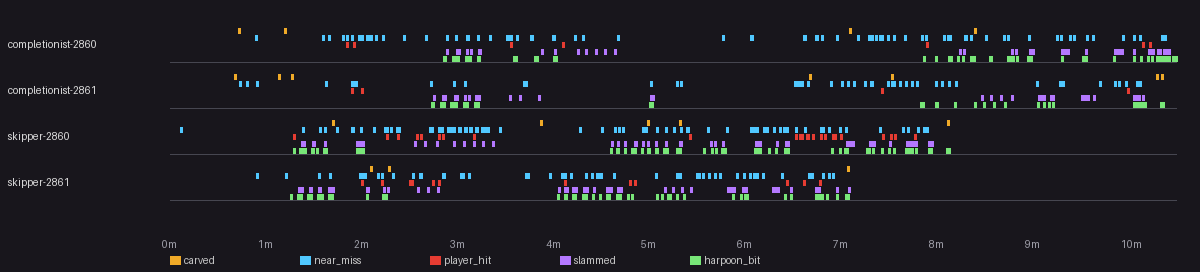 completionist-2860
completionist-2861
skipper-2860
skipper-2861
0m 1m 2m 3m 4m 5m 6m 7m 8m 9m 10m
carved near_miss player_hit slammed harpoon_bit